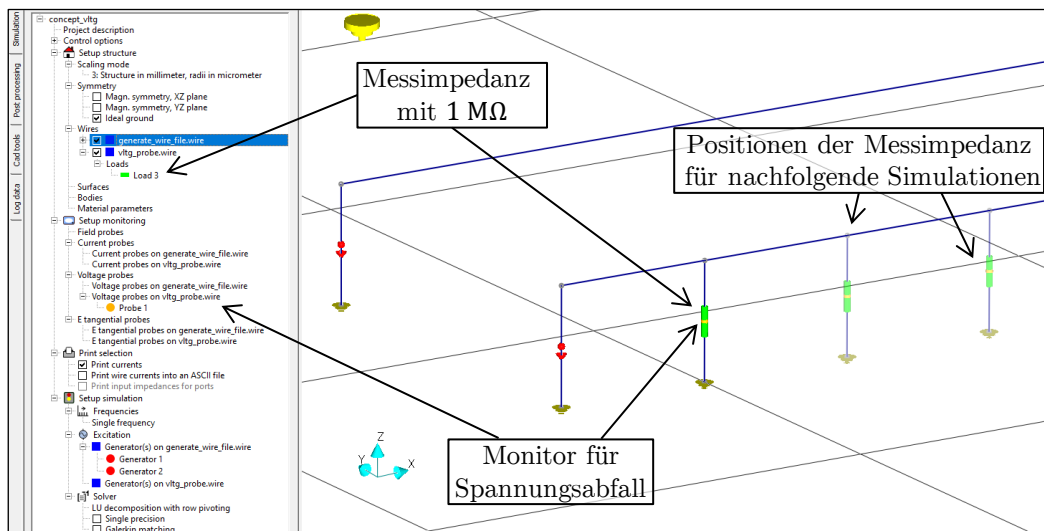 Simulation
Post processing
Cad tools
Log data
concept_vltg
Project description
Control options
Setup structure
Scaling mode
3: Structure in millimeter, radii in micrometer
Symmetry
Magn. symmetry, XZ plane
Magn. symmetry, YZ plane
Ideal ground
Wires
generate_wire_file.wire
vltg_probe.wire
Loads
Load 3
Surfaces
Bodies
Material parameters
Setup monitoring
Field probes
Current probes
Current probes on generate_wire_file.wire
Current probes on vltg_probe.wire
Voltage probes
Voltage probes on generate_wire_file.wire
Voltage probes on vltg_probe.wire
Probe 1
E tangential probes
E tangential probes on generate_wire_file.wire
E tangential probes on vltg_probe.wire
Print selection
Print currents
Print wire currents into an ASCII file
Print input impedances for ports
Setup simulation
Frequencies
Single frequency
Excitation
Generator(s) on generate_wire_file.wire
Generator 1
Generator 2
Generator(s) on vltg_probe.wire
Solver
LU decomposition with row pivoting
Single precision
Galerkin matching
Messimpedanz
mit 1 MΩ
Positionen der Messimpedanz
für nachfolgende Simulationen
Monitor für
Spannungsabfall
Z
Y
X